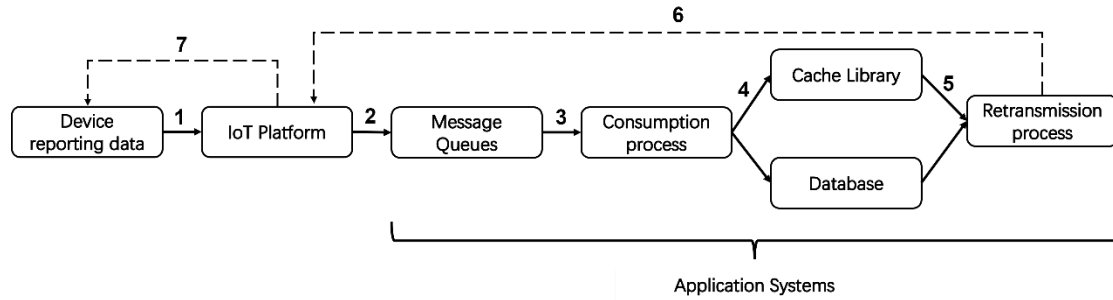 6
7
Cache Library
4
5
1
2
3
Device
reporting data
IoT Platform
Message
Queues
Consumption
process
Retransmission
process
Database
Application Systems